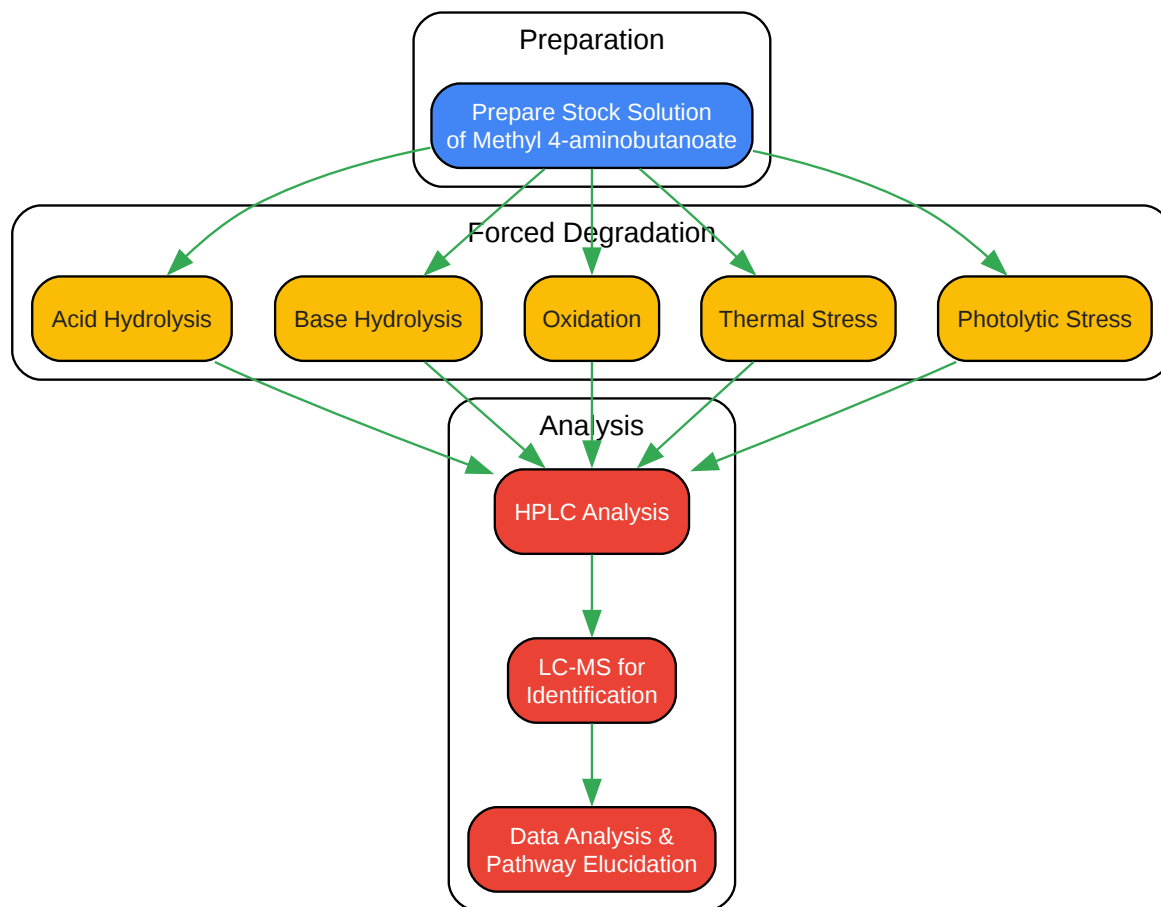 Preparation
Prepare Stock Solution
of Methyl 4-aminobutanoate
Forced Degradation
Acid Hydrolysis
Base Hydrolysis
Oxidation
Thermal Stress
Photolytic Stress
Analysis
HPLC Analysis
LC-MS for
Identification
Data Analysis &
Pathway Elucidation